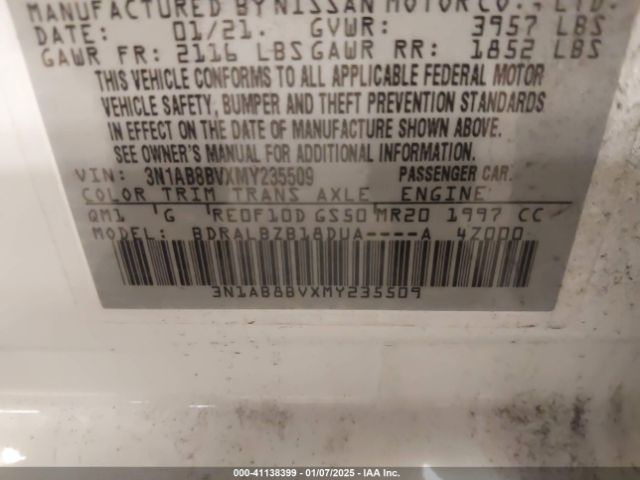 MANUFACTURED BY NISSAN MOTOR CO., LTD.
DATE: 01/21. GVWR: 3957 LBS
GAWR FR: 2116 LBS GAWR RR: 1852 LBS
THIS VEHICLE CONFORMS TO ALL APPLICABLE FEDERAL MOTOR
VEHICLE SAFETY, BUMPER AND THEFT PREVENTION STANDARDS
IN EFFECT ON THE DATE OF MANUFACTURE SHOWN ABOVE.
SEE OWNER'S MANUAL FOR ADDITIONAL INFORMATION.
VIN: 3N1AB8BVXMY235509 PASSENGER CAR.
COLOR TRIM TRANS AXLE ENGINE
QM1 'G RE0F10D GS50 MR20 1997 CC
MODEL: BDRALBZB18DUA----A 4Z000
3N1AB8BVXMY235509
000-41138399 | 01/07/2025 - IAA Inc.